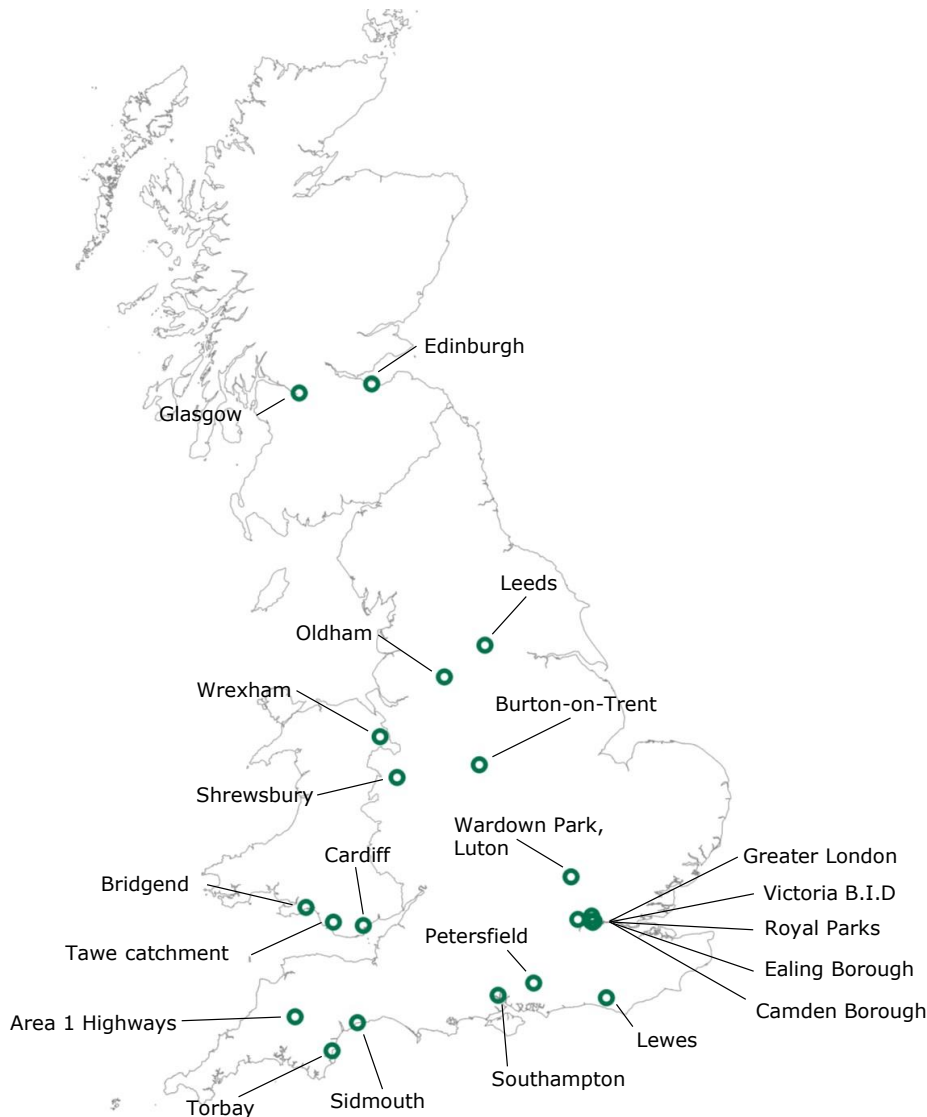 Edinburgh
Glasgow
Leeds
Oldham
Wrexham
Burton-on-Trent
Shrewsbury
Wardown Park,
Luton
Cardiff
Greater London
Bridgend
Victoria B.I.D
Royal Parks
Tawe catchment
Petersfield
Ealing Borough
Camden Borough
Area 1 Highways
Lewes
Southampton
Sidmouth
Torbay